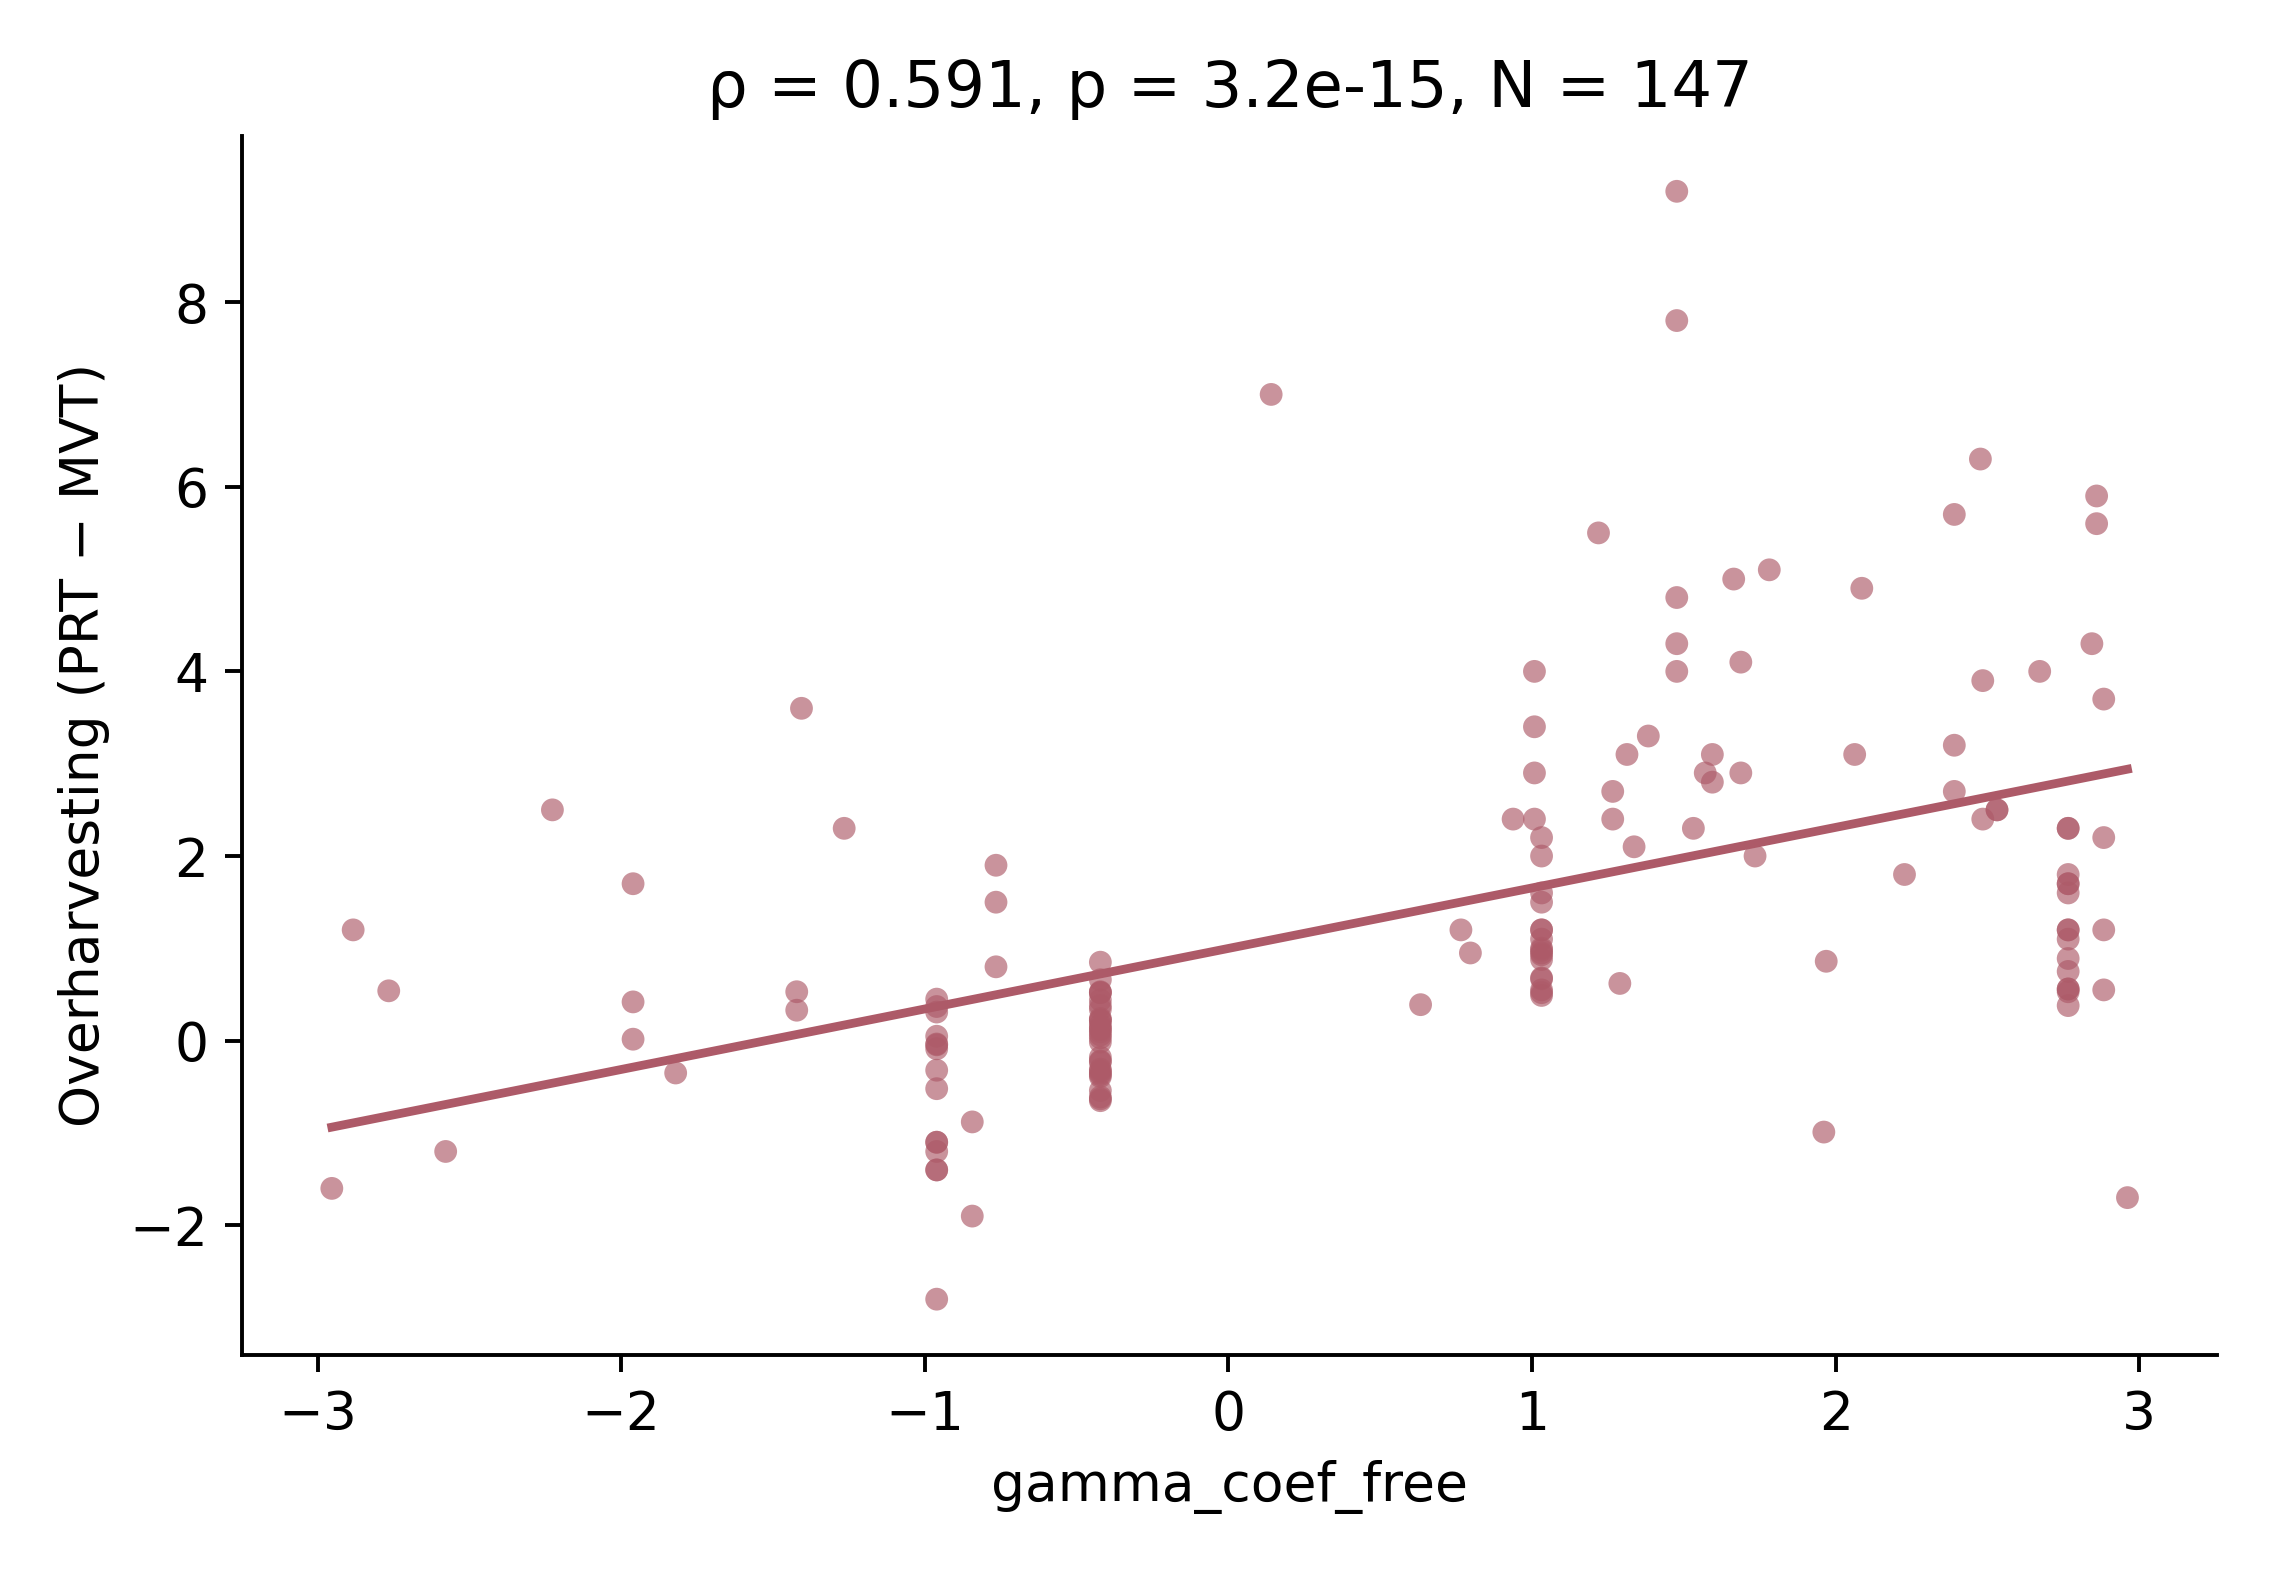 ρ = 0.591, p = 3.2e-15, N = 147
Overharvesting (PRT − MVT)
8
6
4
2
0
−2
−3 −2 −1 0 1 2 3
gamma_coef_free